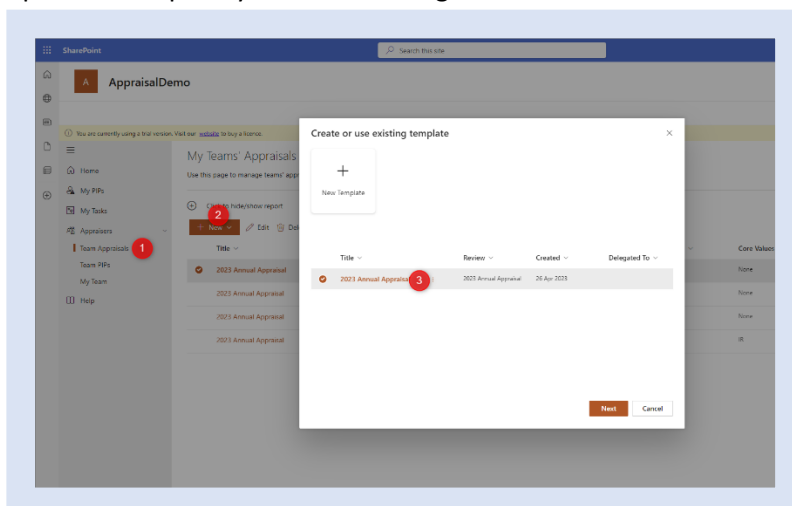 SharePoint
Search this site
A AppraisalDemo
You are currently using a trial version. Visit our website to buy a licence.
Home
My PIPs
My Tasks
Appraisers
Team Appraisals 1
Team PIPs
My Team
Help
My Teams' Appraisals
Use this page to manage teams' appr
Click to hide/show report
2
New Edit Del
Title
2023 Annual Appraisal
2023 Annual Appraisal
2023 Annual Appraisal
2023 Annual Appraisal
Core Values
None
None
None
Create or use existing template
New Template
Title Review Created Delegated To
2023 Annual Appraisal 3 2023 Annual Appraisal 26 Apr 2023
Next Cancel